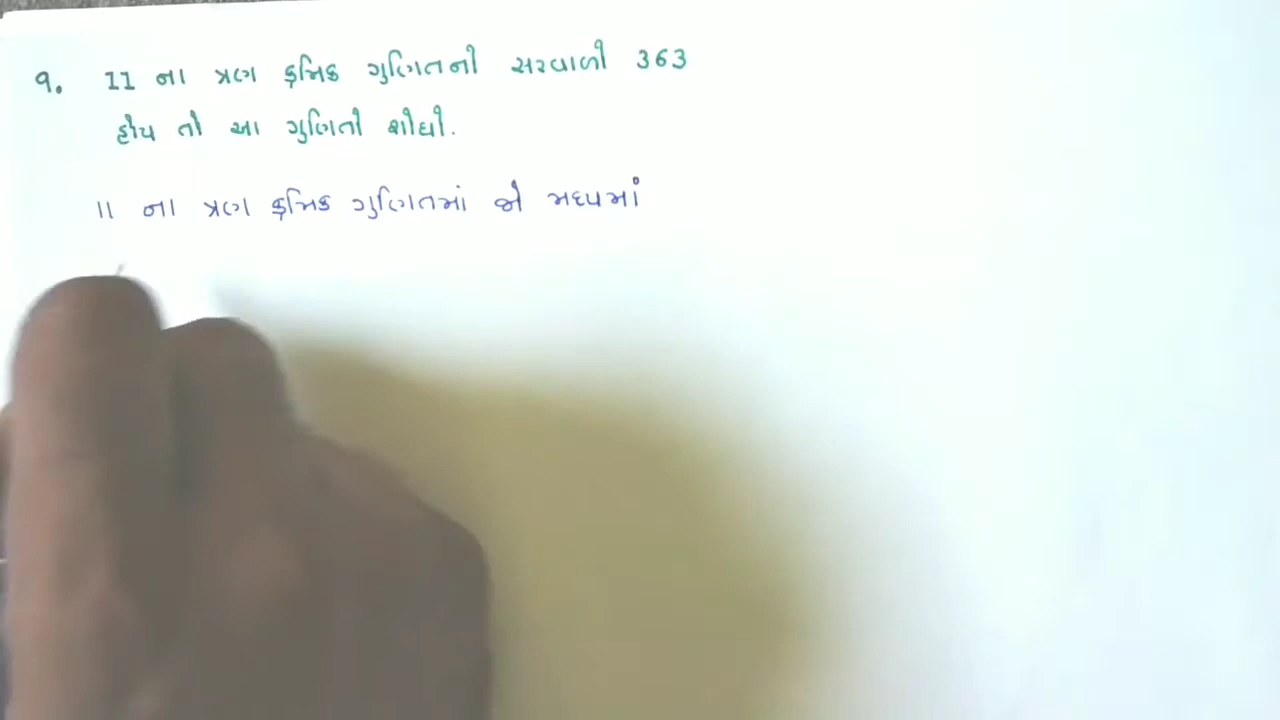 ૧. 11 ના ત્રણ ક્રમિક ગુણિતનો સરવાળો 363
હોય તો આ ગુણિતો શોધો.
11 ના ત્રણ ક્રમિક ગુણિતમાં જો મધ્યમાં